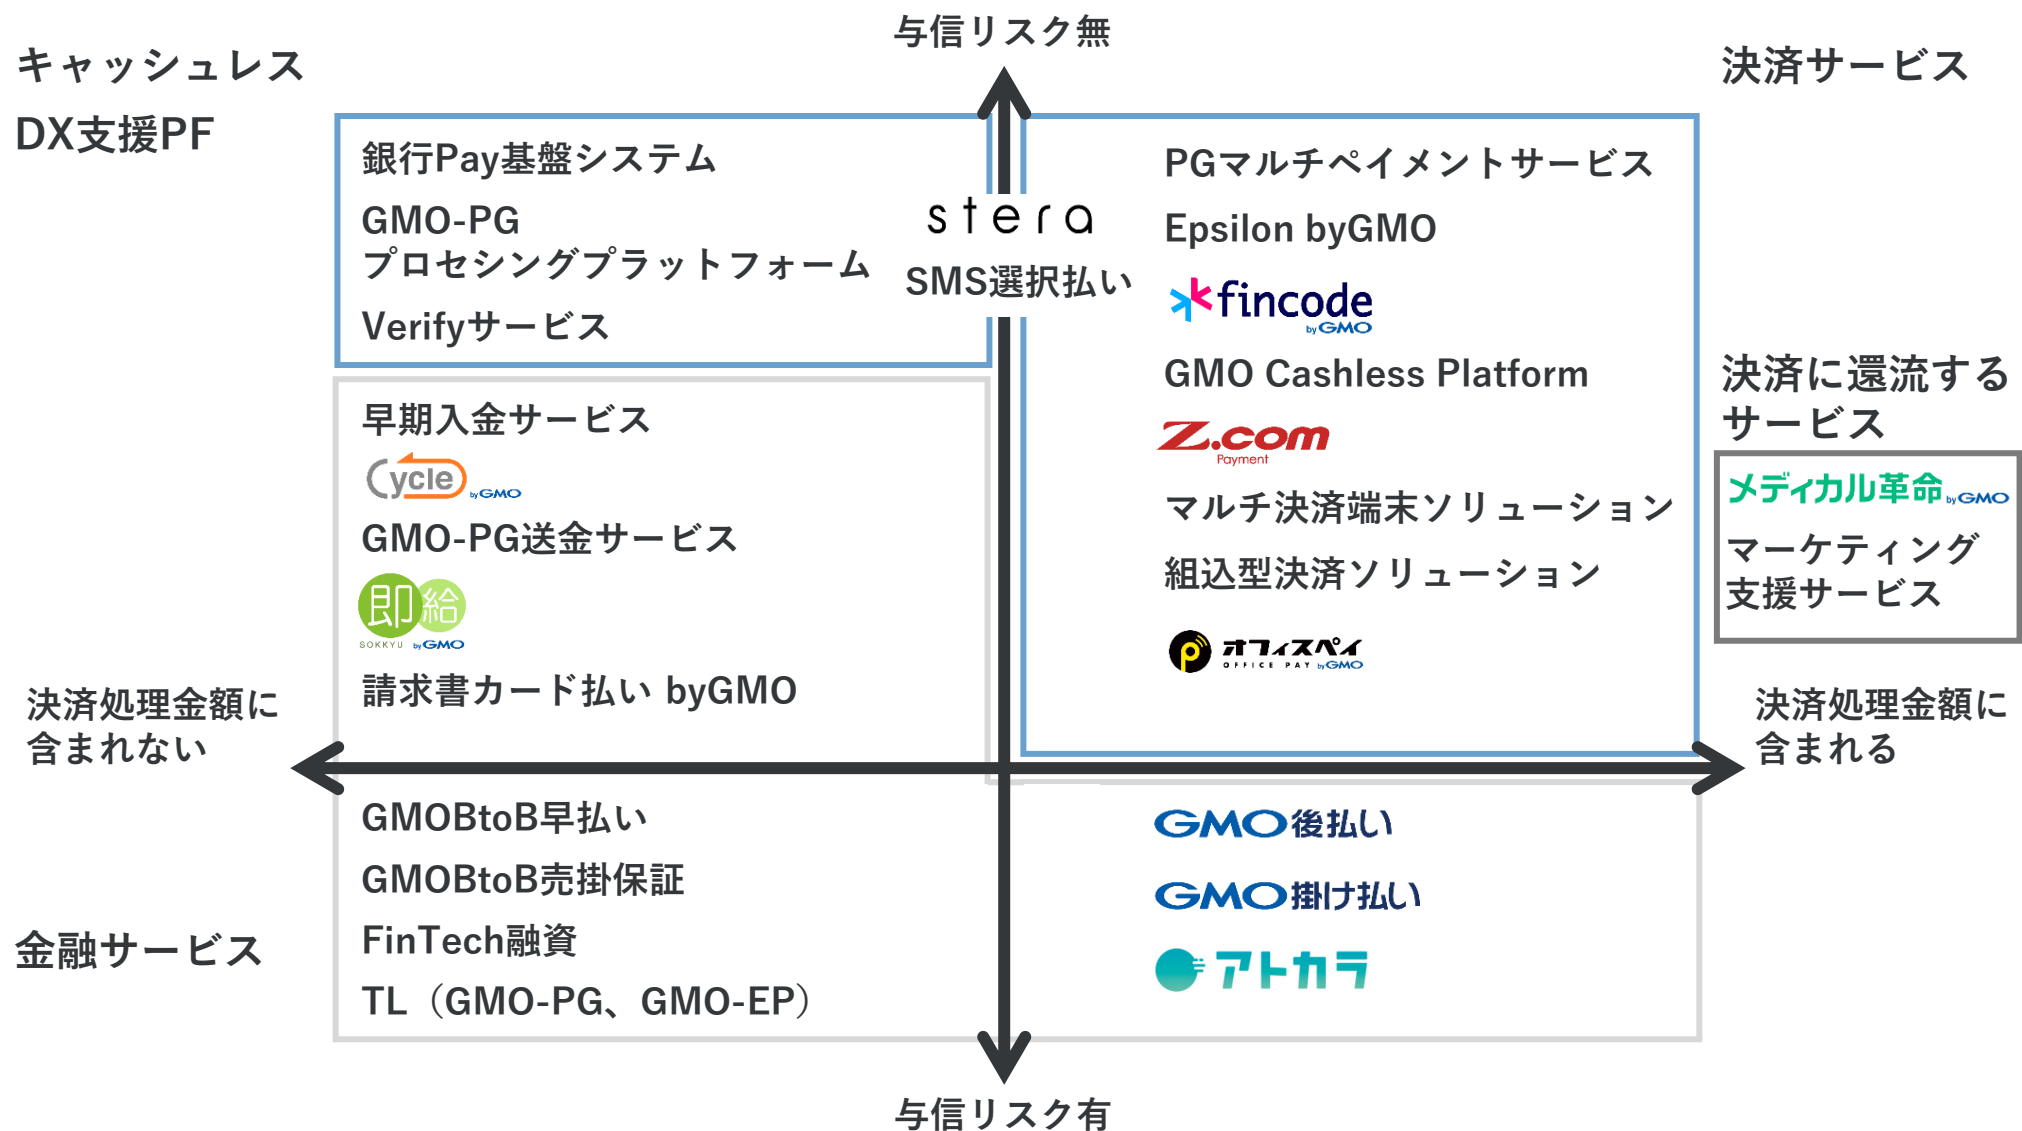 与信リスク無
キャッシュレス
DX支援PF
決済サービス
銀行Pay基盤システム
GMO-PG
プロセシングプラットフォーム
Verifyサービス
stera
SMS選択払い
PGマルチペイメントサービス
Epsilon byGMO
fincode
byGMO
GMO Cashless Platform
Z.com
Payment
マルチ決済端末ソリューション
組込型決済ソリューション
オフィスペイ
OFFICE PAY byGMO
決済に還流する
サービス
メディカル革命 byGMO
マーケティング
支援サービス
早期入金サービス
Cycle byGMO
GMO-PG送金サービス
即給
SOKKYU byGMO
請求書カード払い byGMO
決済処理金額に
含まれない
決済処理金額に
含まれる
GMOBtoB早払い
GMOBtoB売掛保証
FinTech融資
TL（GMO-PG、GMO-EP）
GMO後払い
GMO掛け払い
アトカラ
金融サービス
与信リスク有